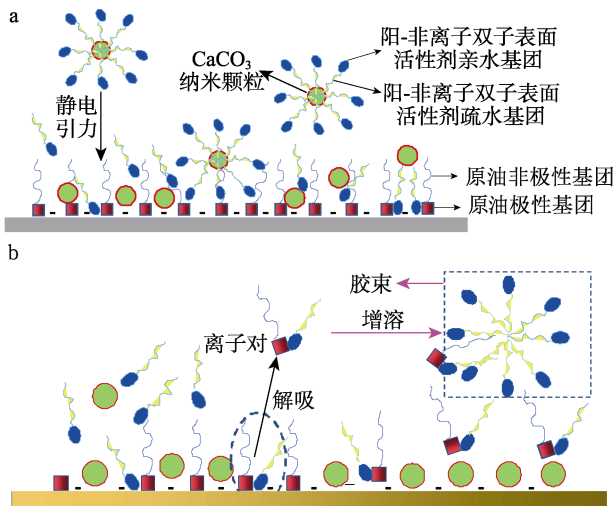 a
CaCO₃
纳米颗粒
阳-非离子双子表面
活性剂亲水基团
阳-非离子双子表面
活性剂疏水基团
静电
引力
原油非极性基团
原油极性基团
b
胶束
增溶
离子对
解吸